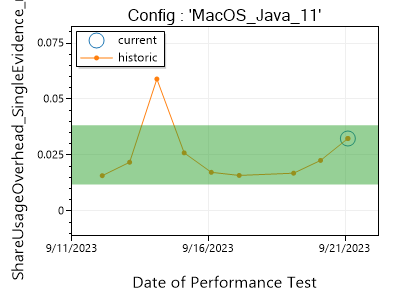 Config : 'MacOS_Java_11'
current
historic
0.075
0.05
0.025
0
9/11/2023
9/16/2023
9/21/2023
Date of Performance Test
ShareUsageOverhead_SingleEvidence_